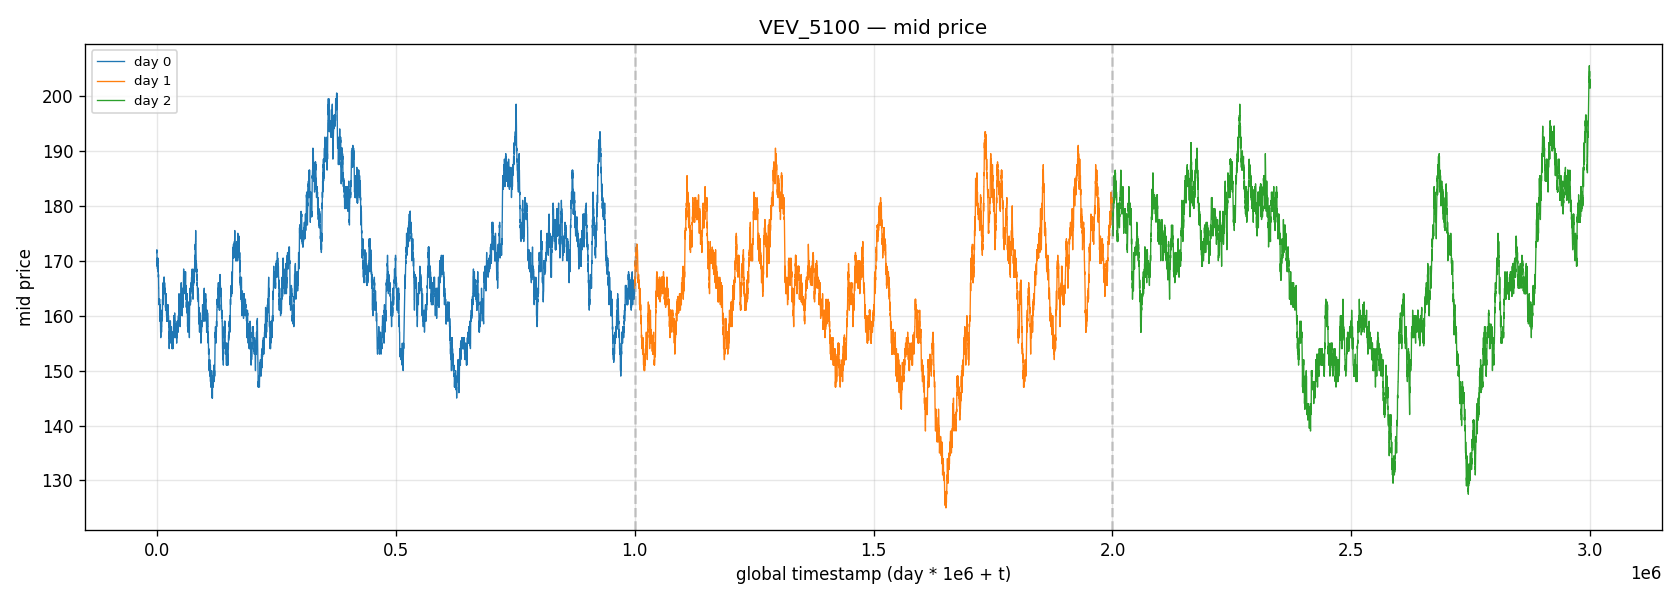 VEV_5100 — mid price
day 0
day 1
day 2
mid price
200
190
180
170
160
150
140
130
0.0 0.5 1.0 1.5 2.0 2.5 3.0
global timestamp (day * 1e6 + t)
1e6